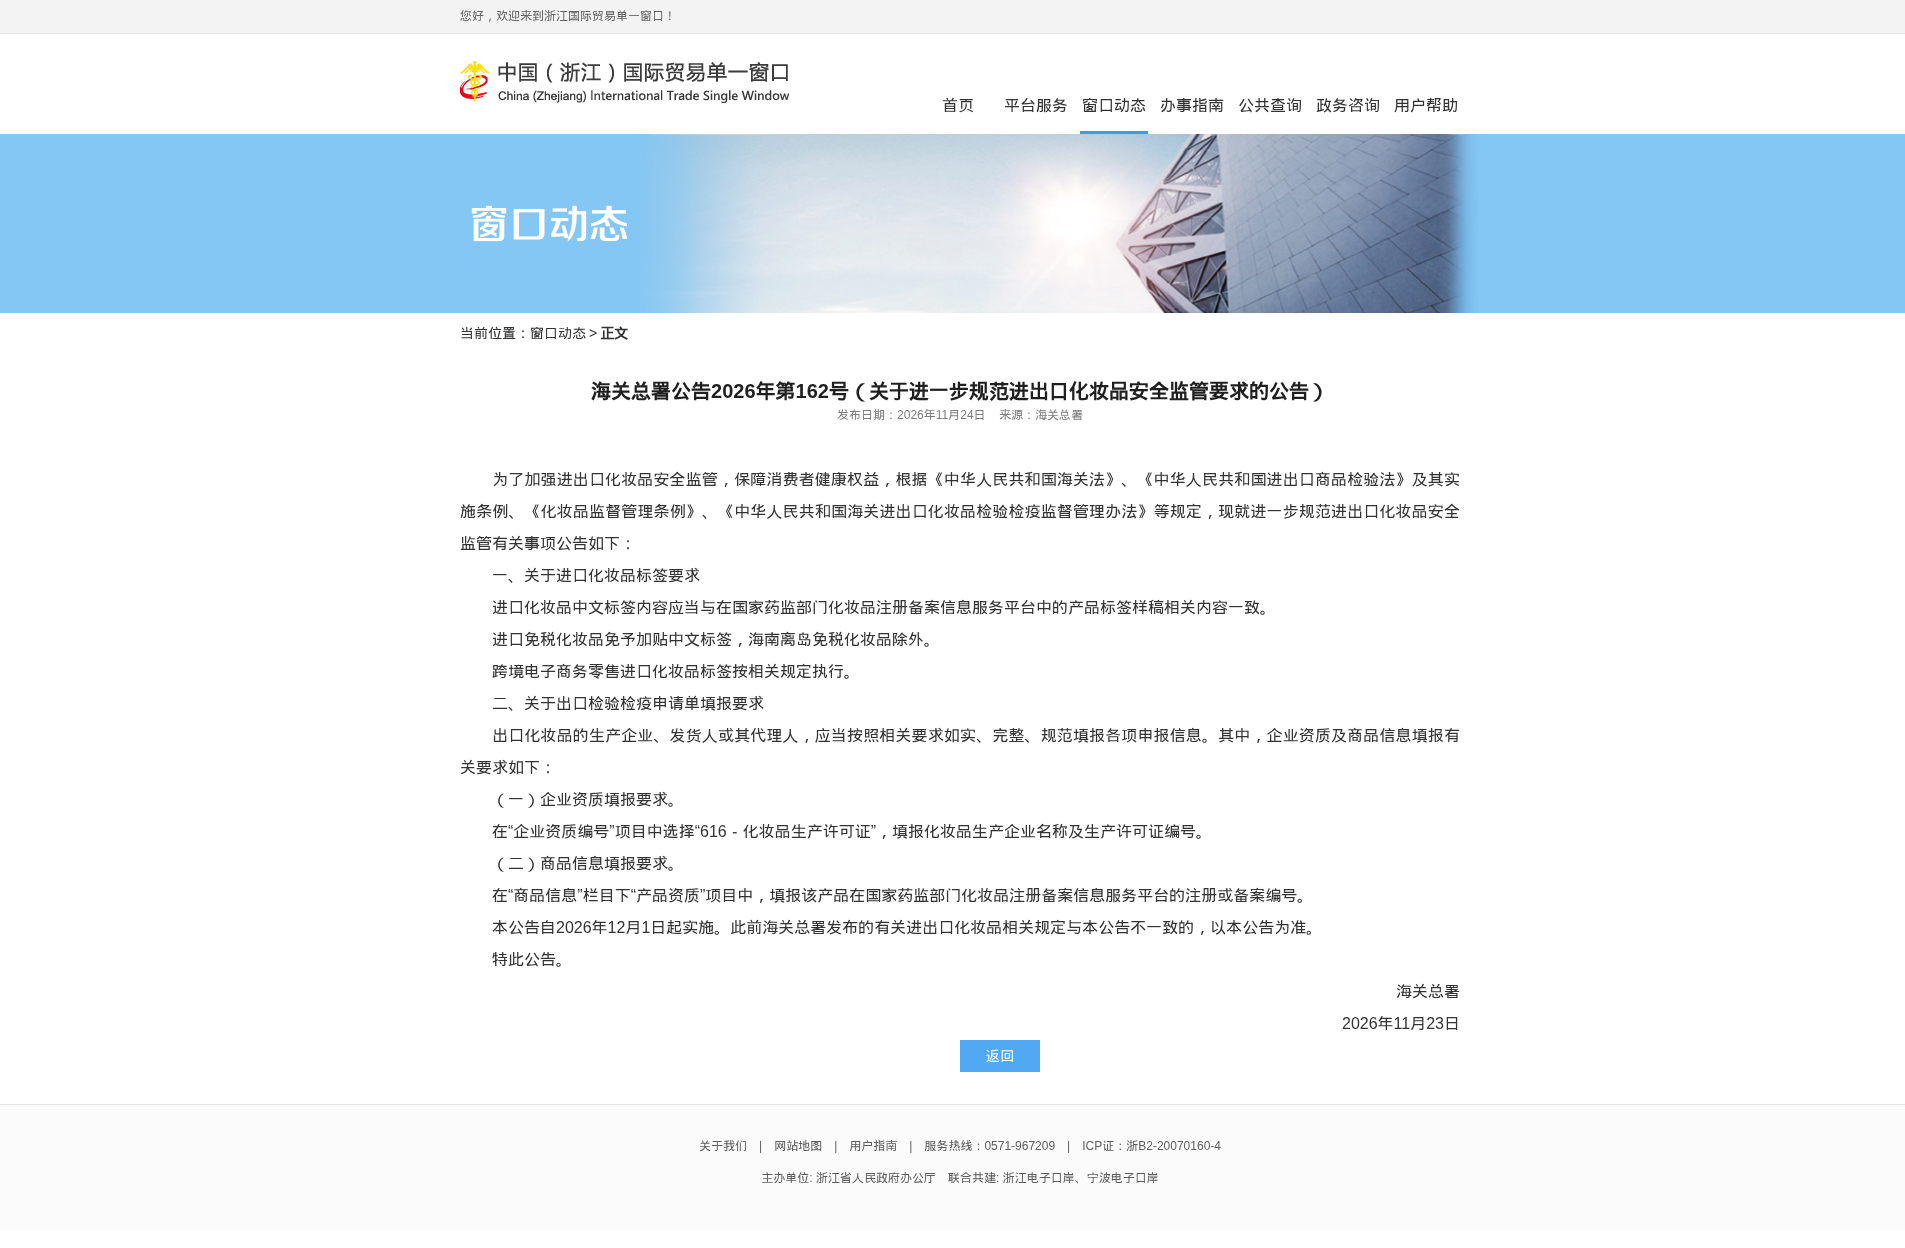 您好，欢迎来到浙江国际贸易单一窗口！
中国（浙江）国际贸易单一窗口
China (Zhejiang) International Trade Single Window
首页 平台服务 窗口动态 办事指南 公共查询 政务咨询 用户帮助
窗口动态
当前位置：窗口动态 > 正文
海关总署公告2026年第162号（关于进一步规范进出口化妆品安全监管要求的公告）
发布日期：2026年11月24日 来源：海关总署
为了加强进出口化妆品安全监管，保障消费者健康权益，根据《中华人民共和国海关法》、《中华人民共和国进出口商品检验法》及其实
施条例、《化妆品监督管理条例》、《中华人民共和国海关进出口化妆品检验检疫监督管理办法》等规定，现就进一步规范进出口化妆品安全
监管有关事项公告如下：
一、关于进口化妆品标签要求
进口化妆品中文标签内容应当与在国家药监部门化妆品注册备案信息服务平台中的产品标签样稿相关内容一致。
进口免税化妆品免予加贴中文标签，海南离岛免税化妆品除外。
跨境电子商务零售进口化妆品标签按相关规定执行。
二、关于出口检验检疫申请单填报要求
出口化妆品的生产企业、发货人或其代理人，应当按照相关要求如实、完整、规范填报各项申报信息。其中，企业资质及商品信息填报有
关要求如下：
（一）企业资质填报要求。
在“企业资质编号”项目中选择“616 - 化妆品生产许可证”，填报化妆品生产企业名称及生产许可证编号。
（二）商品信息填报要求。
在“商品信息”栏目下“产品资质”项目中，填报该产品在国家药监部门化妆品注册备案信息服务平台的注册或备案编号。
本公告自2026年12月1日起实施。此前海关总署发布的有关进出口化妆品相关规定与本公告不一致的，以本公告为准。
特此公告。
海关总署
2026年11月23日
返回
关于我们 | 网站地图 | 用户指南 | 服务热线：0571-967209 | ICP证：浙B2-20070160-4
主办单位: 浙江省人民政府办公厅 联合共建: 浙江电子口岸、宁波电子口岸